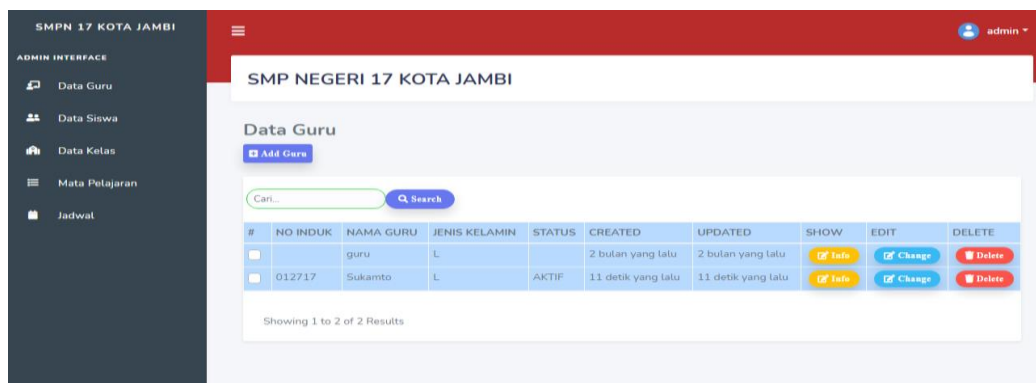 SMPN 17 KOTA JAMBI
admin
ADMIN INTERFACE
Data Guru
Data Siswa
Data Kelas
Mata Pelajaran
Jadwal
SMP NEGERI 17 KOTA JAMBI
Data Guru
Add Guru
Cari... Search
# NO INDUK NAMA GURU JENIS KELAMIN STATUS CREATED UPDATED SHOW EDIT DELETE
guru L 2 bulan yang lalu 2 bulan yang lalu Info Change Delete
012717 Sukamto L AKTIF 11 detik yang lalu 11 detik yang lalu Info Change Delete
Showing 1 to 2 of 2 Results